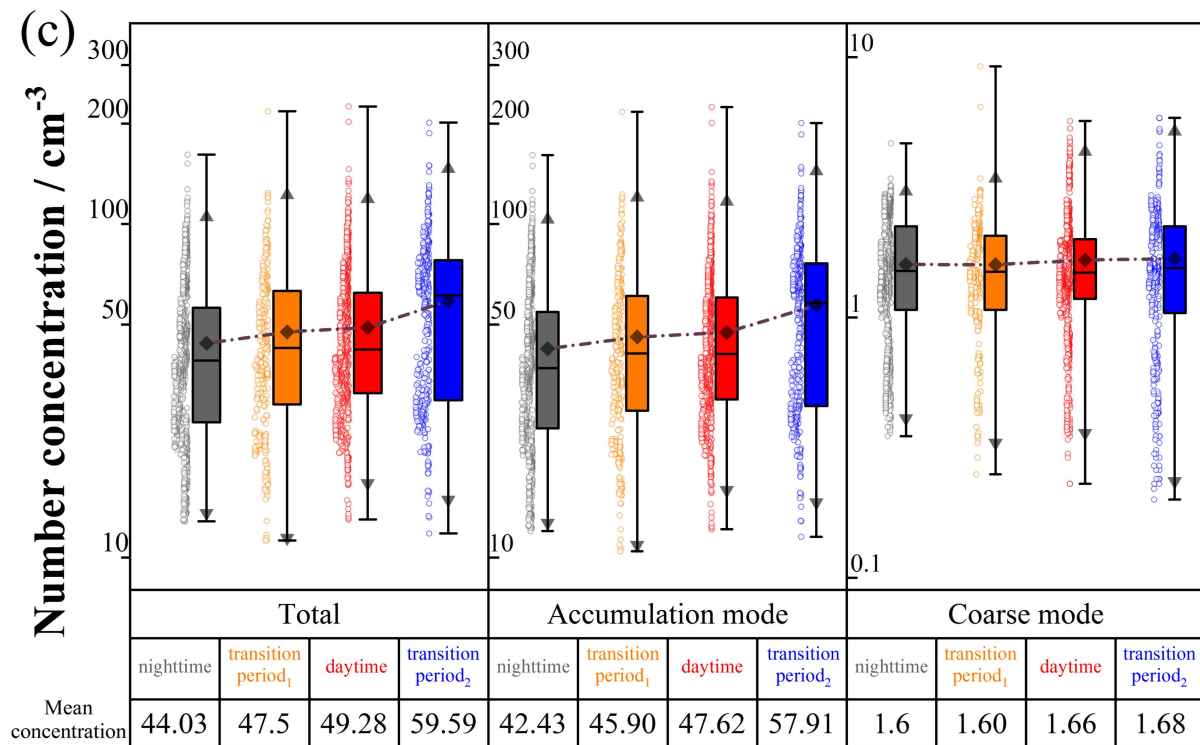 (c)
Number concentration / cm⁻³
300
200
100
50
10
300
200
100
50
10
10
1
0.1
Total
Accumulation mode
Coarse mode
nighttime
transition
period₁
daytime
transition
period₂
nighttime
transition
period₁
daytime
transition
period₂
nighttime
transition
period₁
daytime
transition
period₂
Mean
concentration
44.03
47.5
49.28
59.59
42.43
45.90
47.62
57.91
1.6
1.60
1.66
1.68